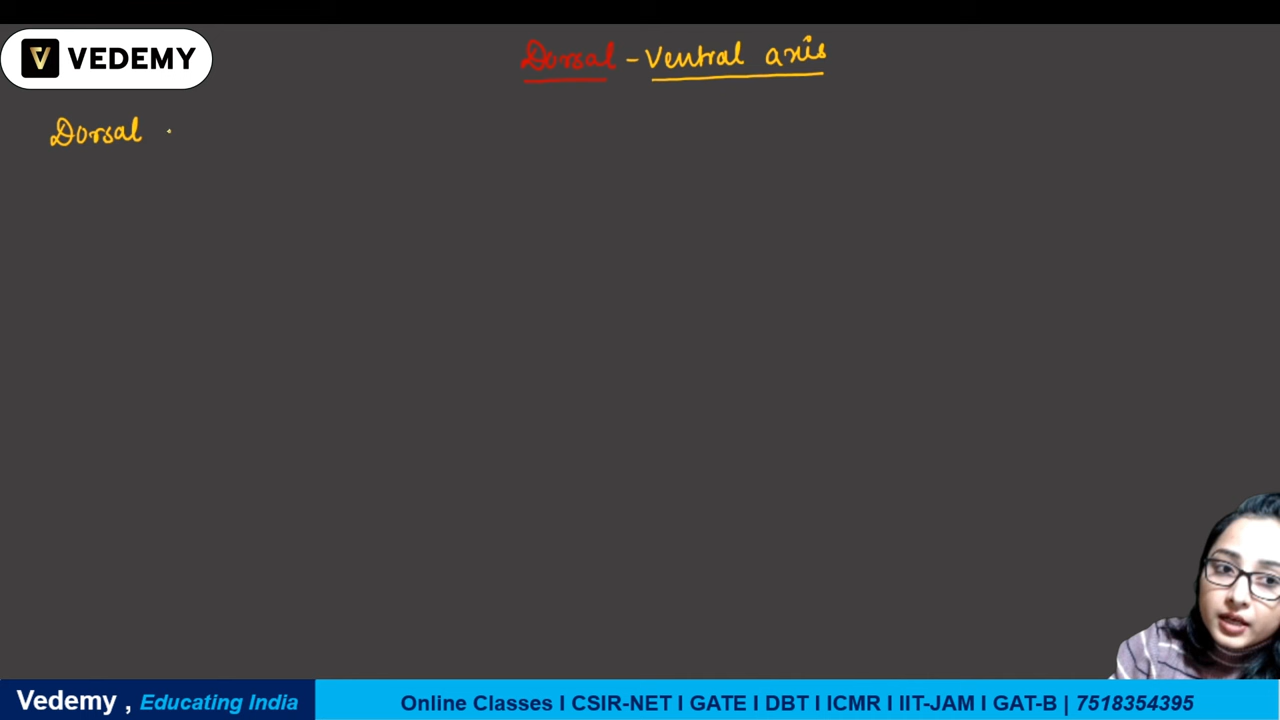 VEDEMY
Dorsal - Ventral axis
Dorsal
Vedemy , Educating India
Online Classes I CSIR-NET I GATE I DBT I ICMR I IIT-JAM I GAT-B | 7518354395